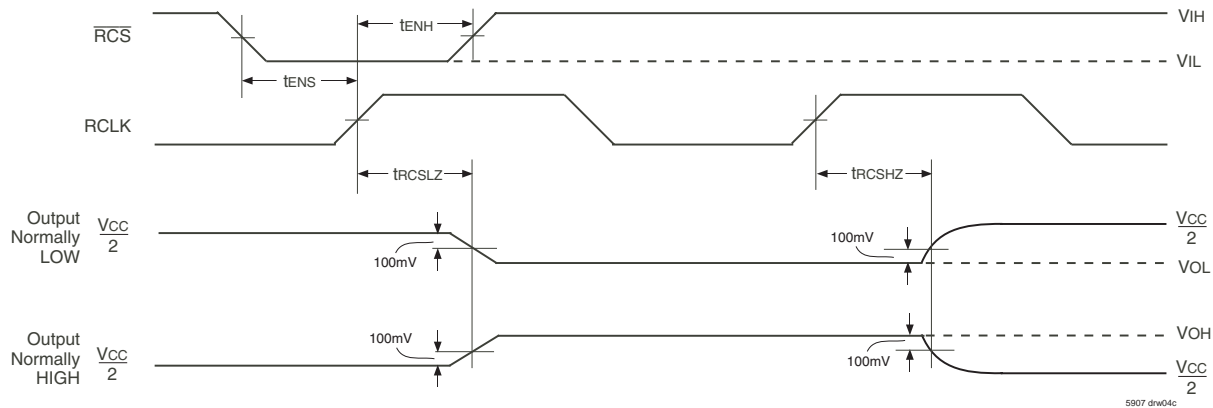 RCS
tENH
VIH
VIL
tENS
RCLK
tRCSLZ
tRCSHZ
Output
Normally
LOW
VCC
2
100mV
100mV
VCC
2
VOL
Output
Normally
HIGH
VCC
2
100mV
100mV
VOH
VCC
2
5907 drw04c